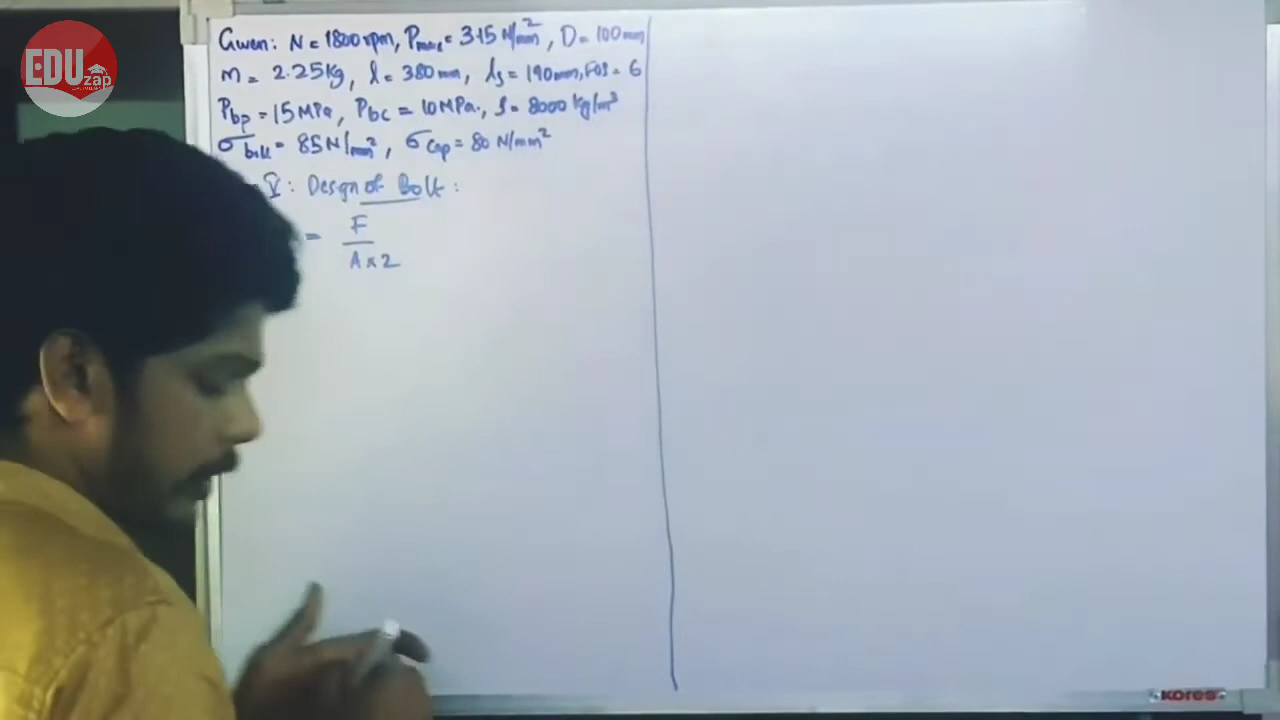 EDU
zap
Given: N = 1800 rpm, Pmax = 3.15 N/mm², D = 100 mm
m = 2.25 kg, l = 380 mm, ls = 190 mm, FOS = 6
Pbp = 15 MPa, Pbc = 10 MPa, ρ = 8000 kg/m³
σbolt = 85 N/mm², σcap = 80 N/mm²
V: Design of Bolt:
= F
A x 2
KORES